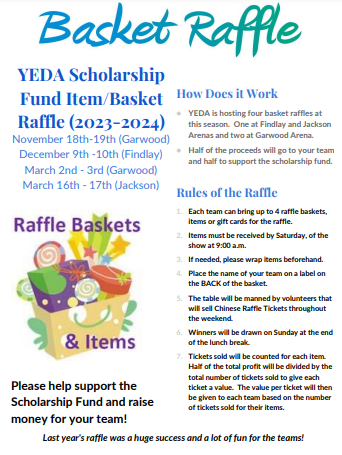 Basket Raffle
YEDA Scholarship
Fund Item/Basket
Raffle (2023-2024)
November 18th-19th (Garwood)
December 9th -10th (Findlay)
March 2nd - 3rd (Garwood)
March 16th - 17th (Jackson)
Raffle Baskets
& Items
Please help support the
Scholarship Fund and raise
money for your team!
How Does it Work
YEDA is hosting four basket raffles at
this season. One at Findlay and Jackson
Arenas and two at Garwood Arena.
Half of the proceeds will go to your team
and half to support the scholarship fund.
Rules of the Raffle
1. Each team can bring up to 4 raffle baskets,
items or gift cards for the raffle.
2. Items must be received by Saturday, of the
show at 9:00 a.m.
3. If needed, please wrap items beforehand.
4. Place the name of your team on a label on
the BACK of the basket.
5. The table will be manned by volunteers that
will sell Chinese Raffle Tickets throughout
the weekend.
6. Winners will be drawn on Sunday at the end
of the lunch break.
7. Tickets sold will be counted for each item.
Half of the total profit will be divided by the
total number of tickets sold to give each
ticket a value. The value per ticket will then
be given to each team based on the number
of tickets sold for their items.
Last year's raffle was a huge success and a lot of fun for the teams!